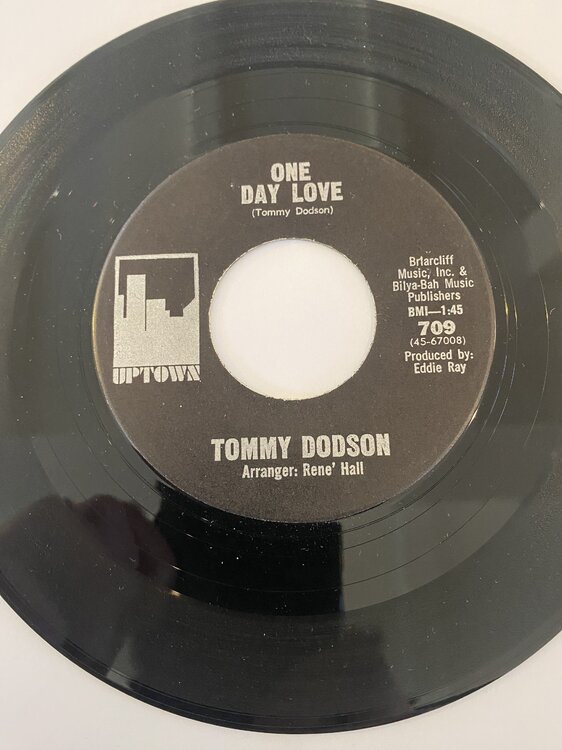 ONE
DAY LOVE
(Tommy Dodson)
UPTOWN
Briarcliff
Music, Inc. &
Bilya-Bah Music
Publishers
BMI—1:45
709
(45-67008)
Produced by:
Eddie Ray
TOMMY DODSON
Arranger: Rene' Hall